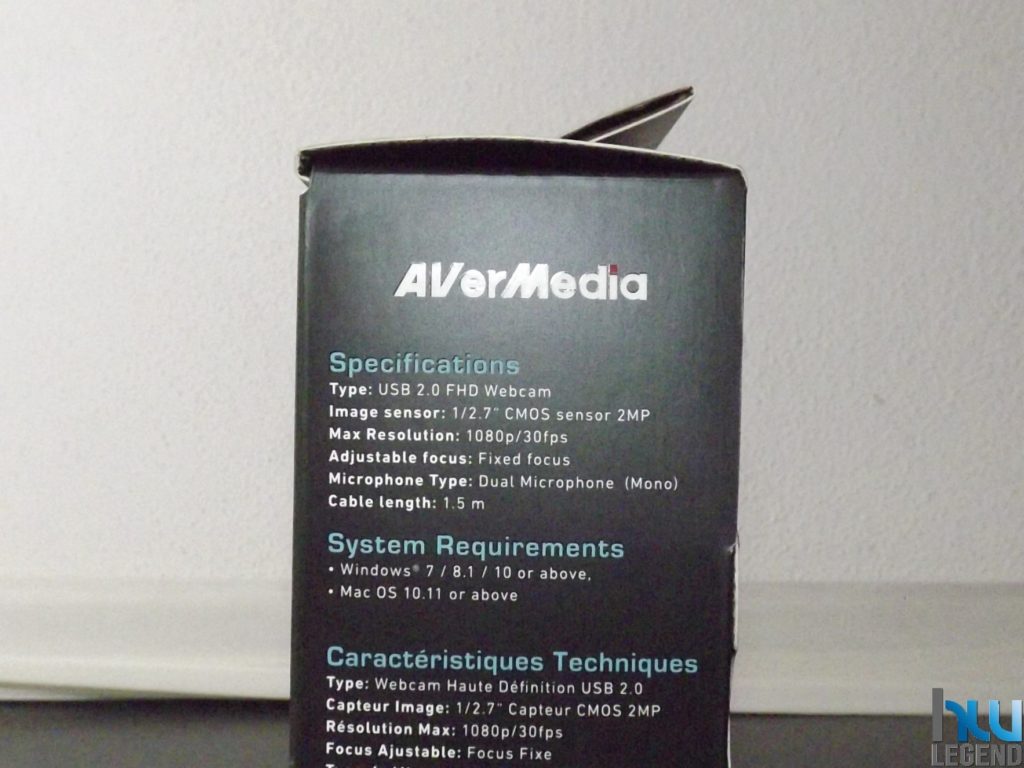 AVerMedia
Specifications
Type: USB 2.0 FHD Webcam
Image sensor: 1/2.7" CMOS sensor 2MP
Max Resolution: 1080p/30fps
Adjustable focus: Fixed focus
Microphone Type: Dual Microphone (Mono)
Cable length: 1.5 m
System Requirements
• Windows® 7 / 8.1 / 10 or above,
• Mac OS 10.11 or above
Caractéristiques Techniques
Type: Webcam Haute Définition USB 2.0
Capteur Image: 1/2.7" Capteur CMOS 2MP
Résolution Max: 1080p/30fps
Focus Ajustable: Focus Fixe
LEGEND